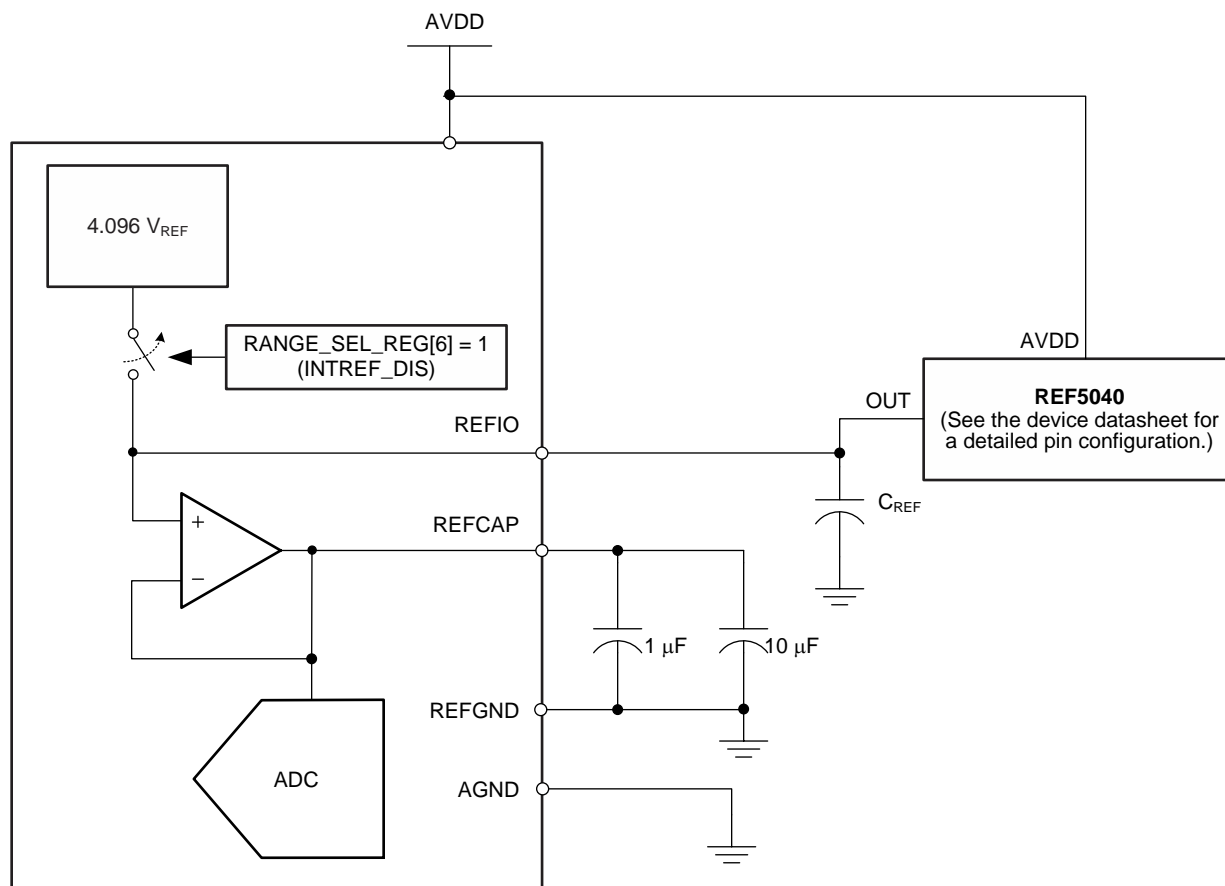 AVDD
4.096 VREF
RANGE_SEL_REG[6] = 1
(INTREF_DIS)
AVDD
REF5040
(See the device datasheet for
a detailed pin configuration.)
OUT
REFIO
CREF
REFCAP
+
−
1 μF
10 μF
REFGND
ADC
AGND